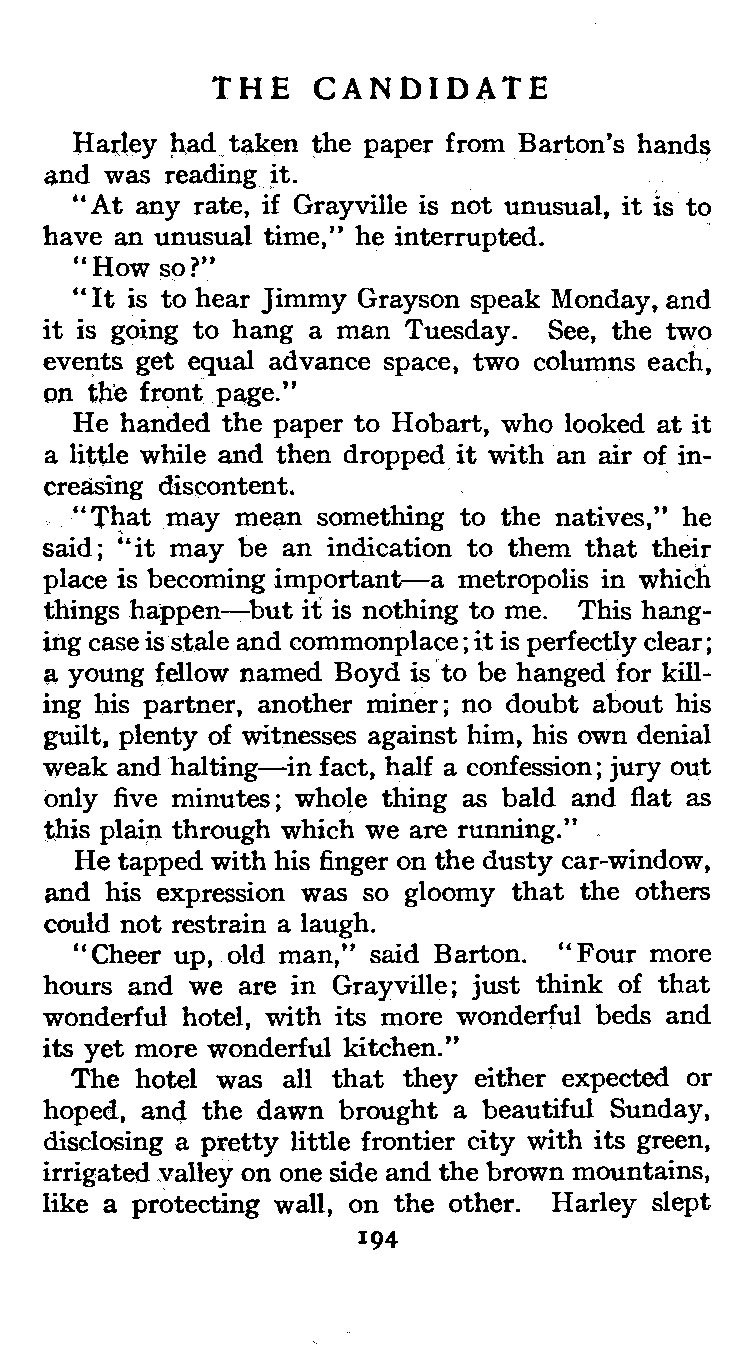 THE CANDIDATE
Harley had taken the paper from Barton's hands
and was reading it.
"At any rate, if Grayville is not unusual, it is to
have an unusual time," he interrupted.
"How so?"
"It is to hear Jimmy Grayson speak Monday, and
it is going to hang a man Tuesday. See, the two
events get equal advance space, two columns each,
on the front page."
He handed the paper to Hobart, who looked at it
a little while and then dropped it with an air of in-
creasing discontent.
"That may mean something to the natives," he
said; "it may be an indication to them that their
place is becoming important—a metropolis in which
things happen—but it is nothing to me. This hang-
ing case is stale and commonplace; it is perfectly clear;
a young fellow named Boyd is to be hanged for kill-
ing his partner, another miner; no doubt about his
guilt, plenty of witnesses against him, his own denial
weak and halting—in fact, half a confession; jury out
only five minutes; whole thing as bald and flat as
this plain through which we are running."
He tapped with his finger on the dusty car-window,
and his expression was so gloomy that the others
could not restrain a laugh.
"Cheer up, old man," said Barton. "Four more
hours and we are in Grayville; just think of that
wonderful hotel, with its more wonderful beds and
its yet more wonderful kitchen."
The hotel was all that they either expected or
hoped, and the dawn brought a beautiful Sunday,
disclosing a pretty little frontier city with its green,
irrigated valley on one side and the brown mountains,
like a protecting wall, on the other. Harley slept
194